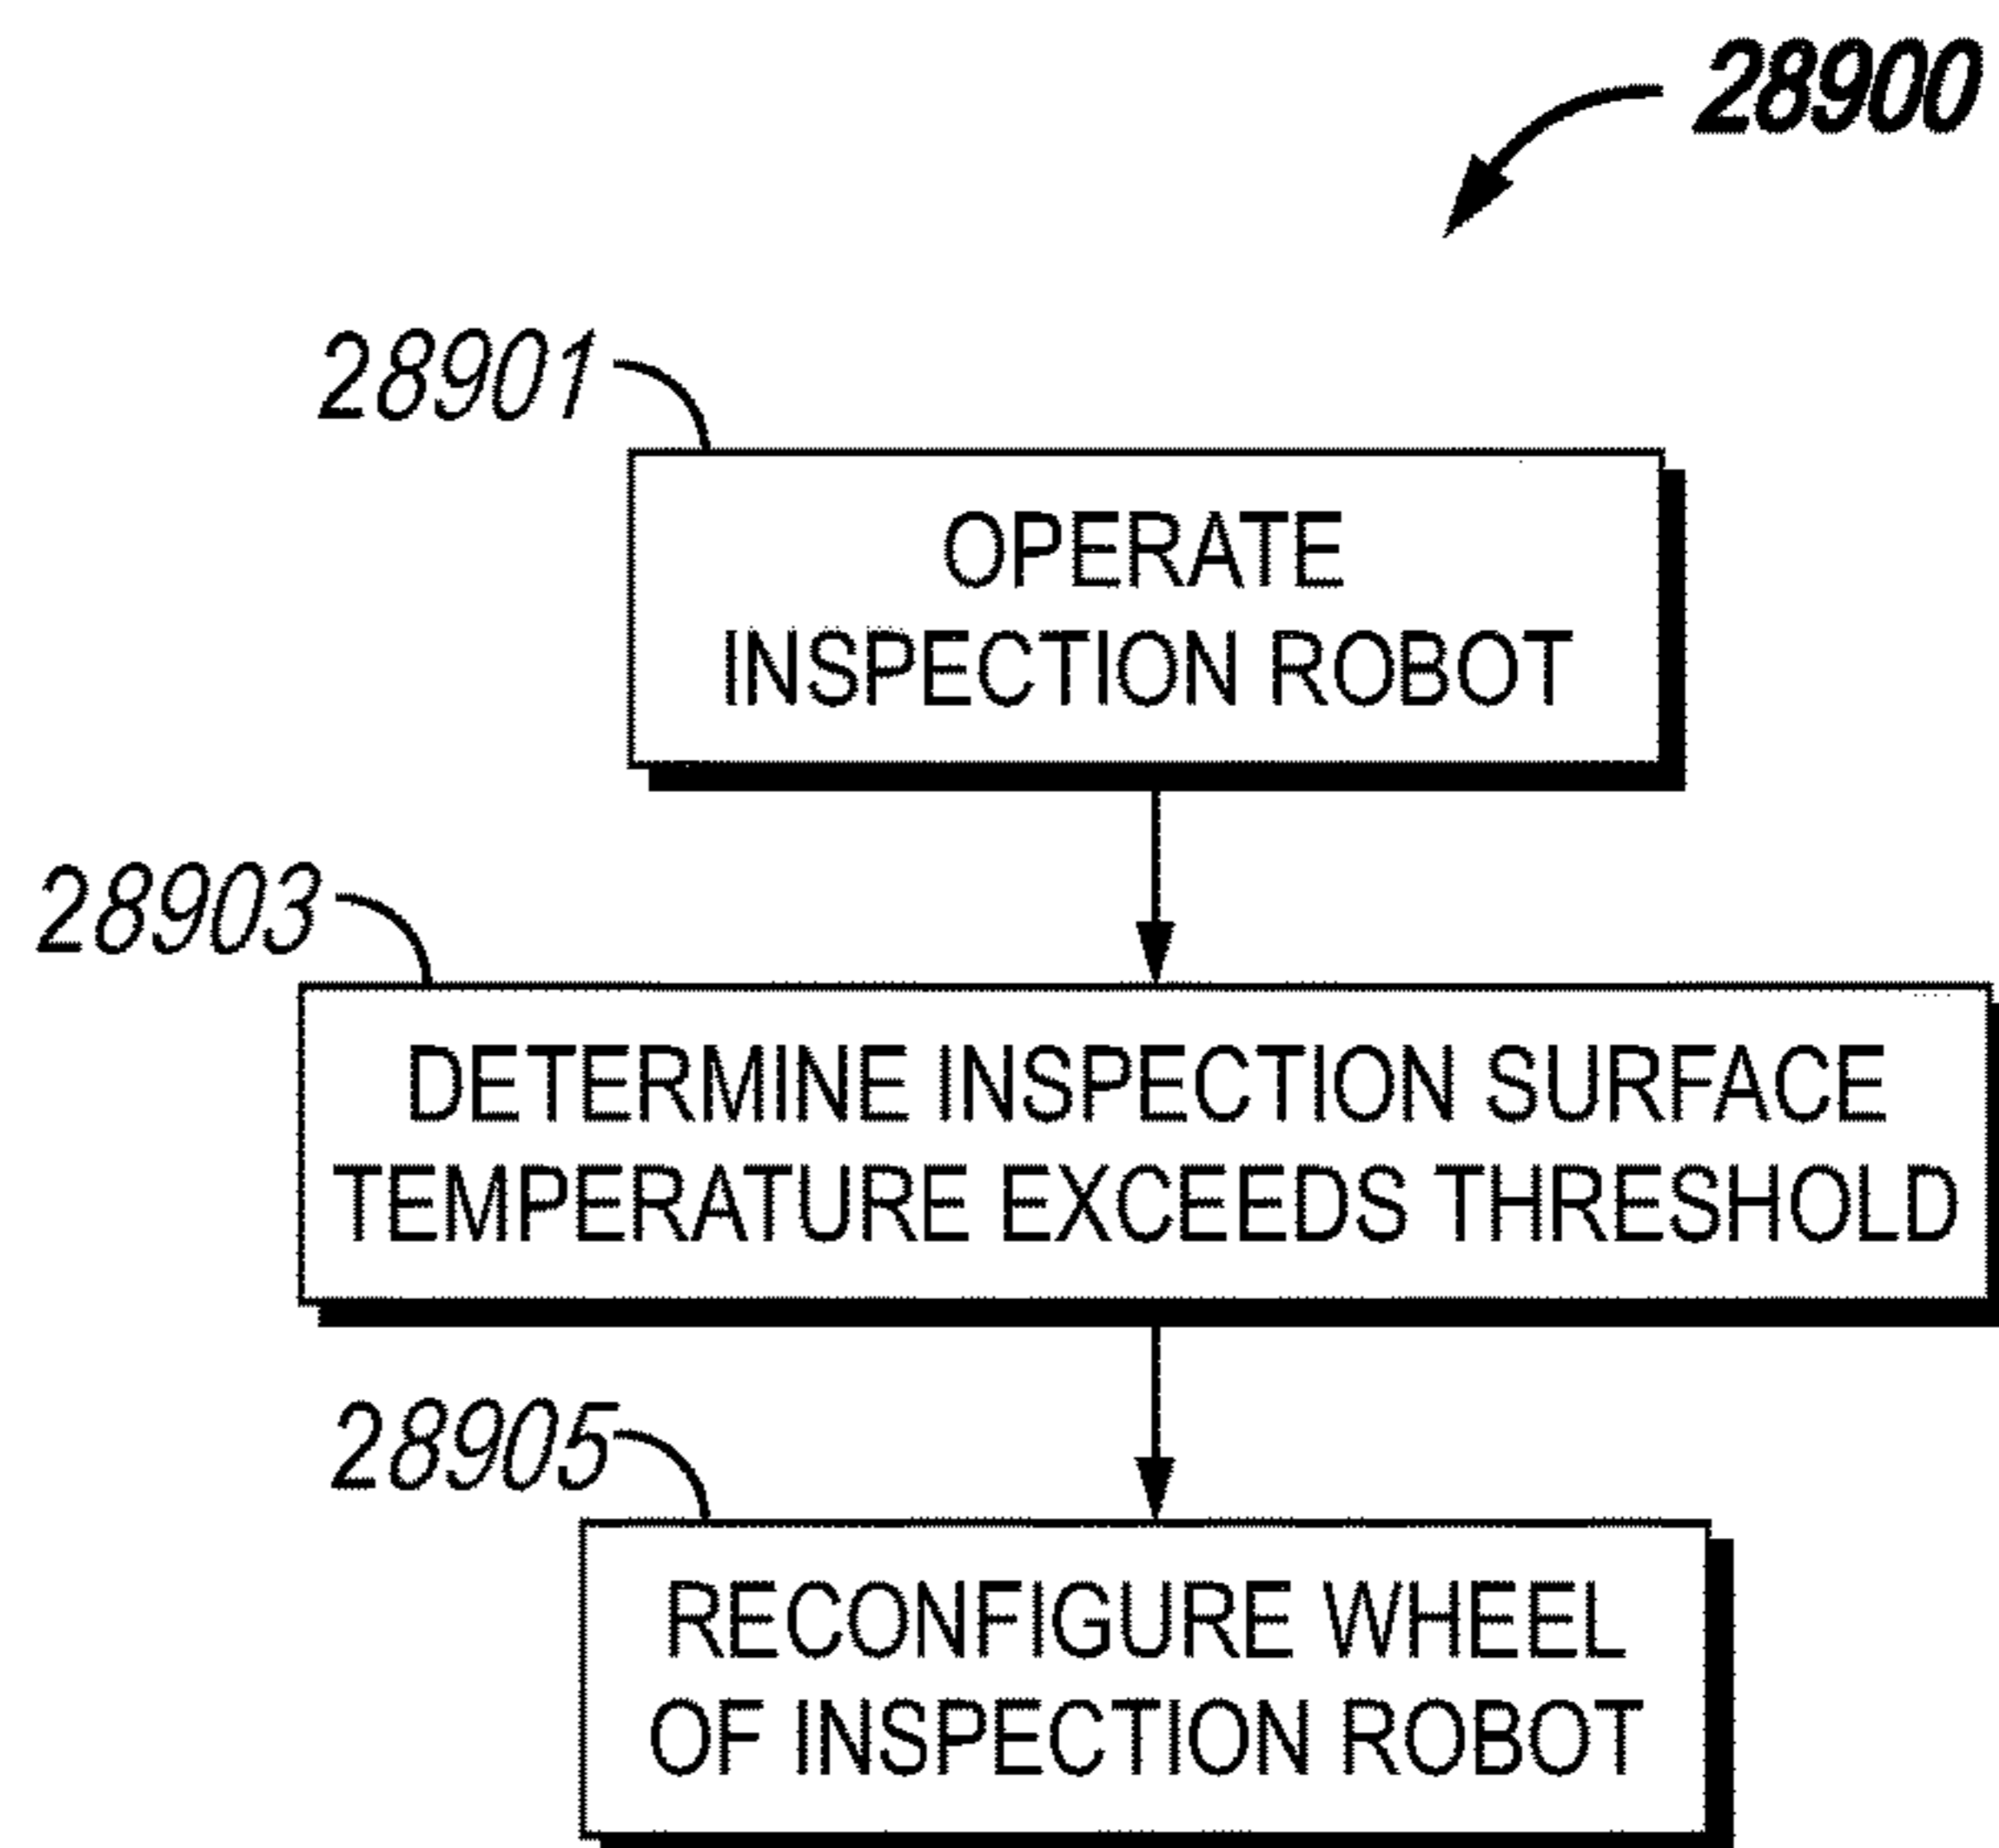 28900
28901
OPERATE
INSPECTION ROBOT
28903
DETERMINE INSPECTION SURFACE
TEMPERATURE EXCEEDS THRESHOLD
28905
RECONFIGURE WHEEL
OF INSPECTION ROBOT